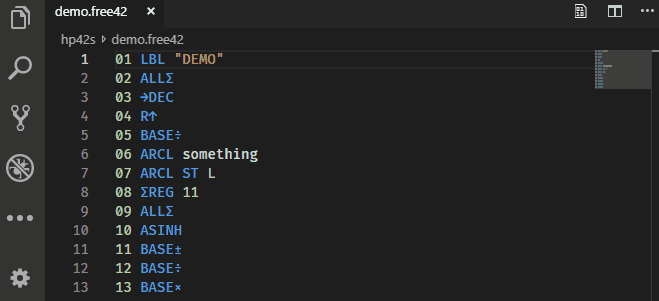 demo.free42 ×
hp42s › demo.free42
1 01 LBL "DEMO"
2 02 ALLΣ
3 03 →DEC
4 04 R↑
5 05 BASE÷
6 06 ARCL something
7 07 ARCL ST L
8 08 ΣREG 11
9 09 ALLΣ
10 10 ASINH
11 11 BASE±
12 12 BASE÷
13 13 BASE×